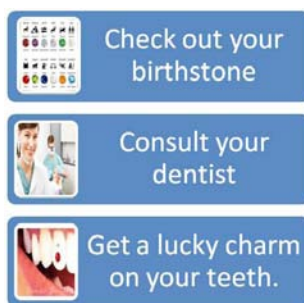 Check out your
birthstone
Consult your
dentist
Get a lucky charm
on your teeth.